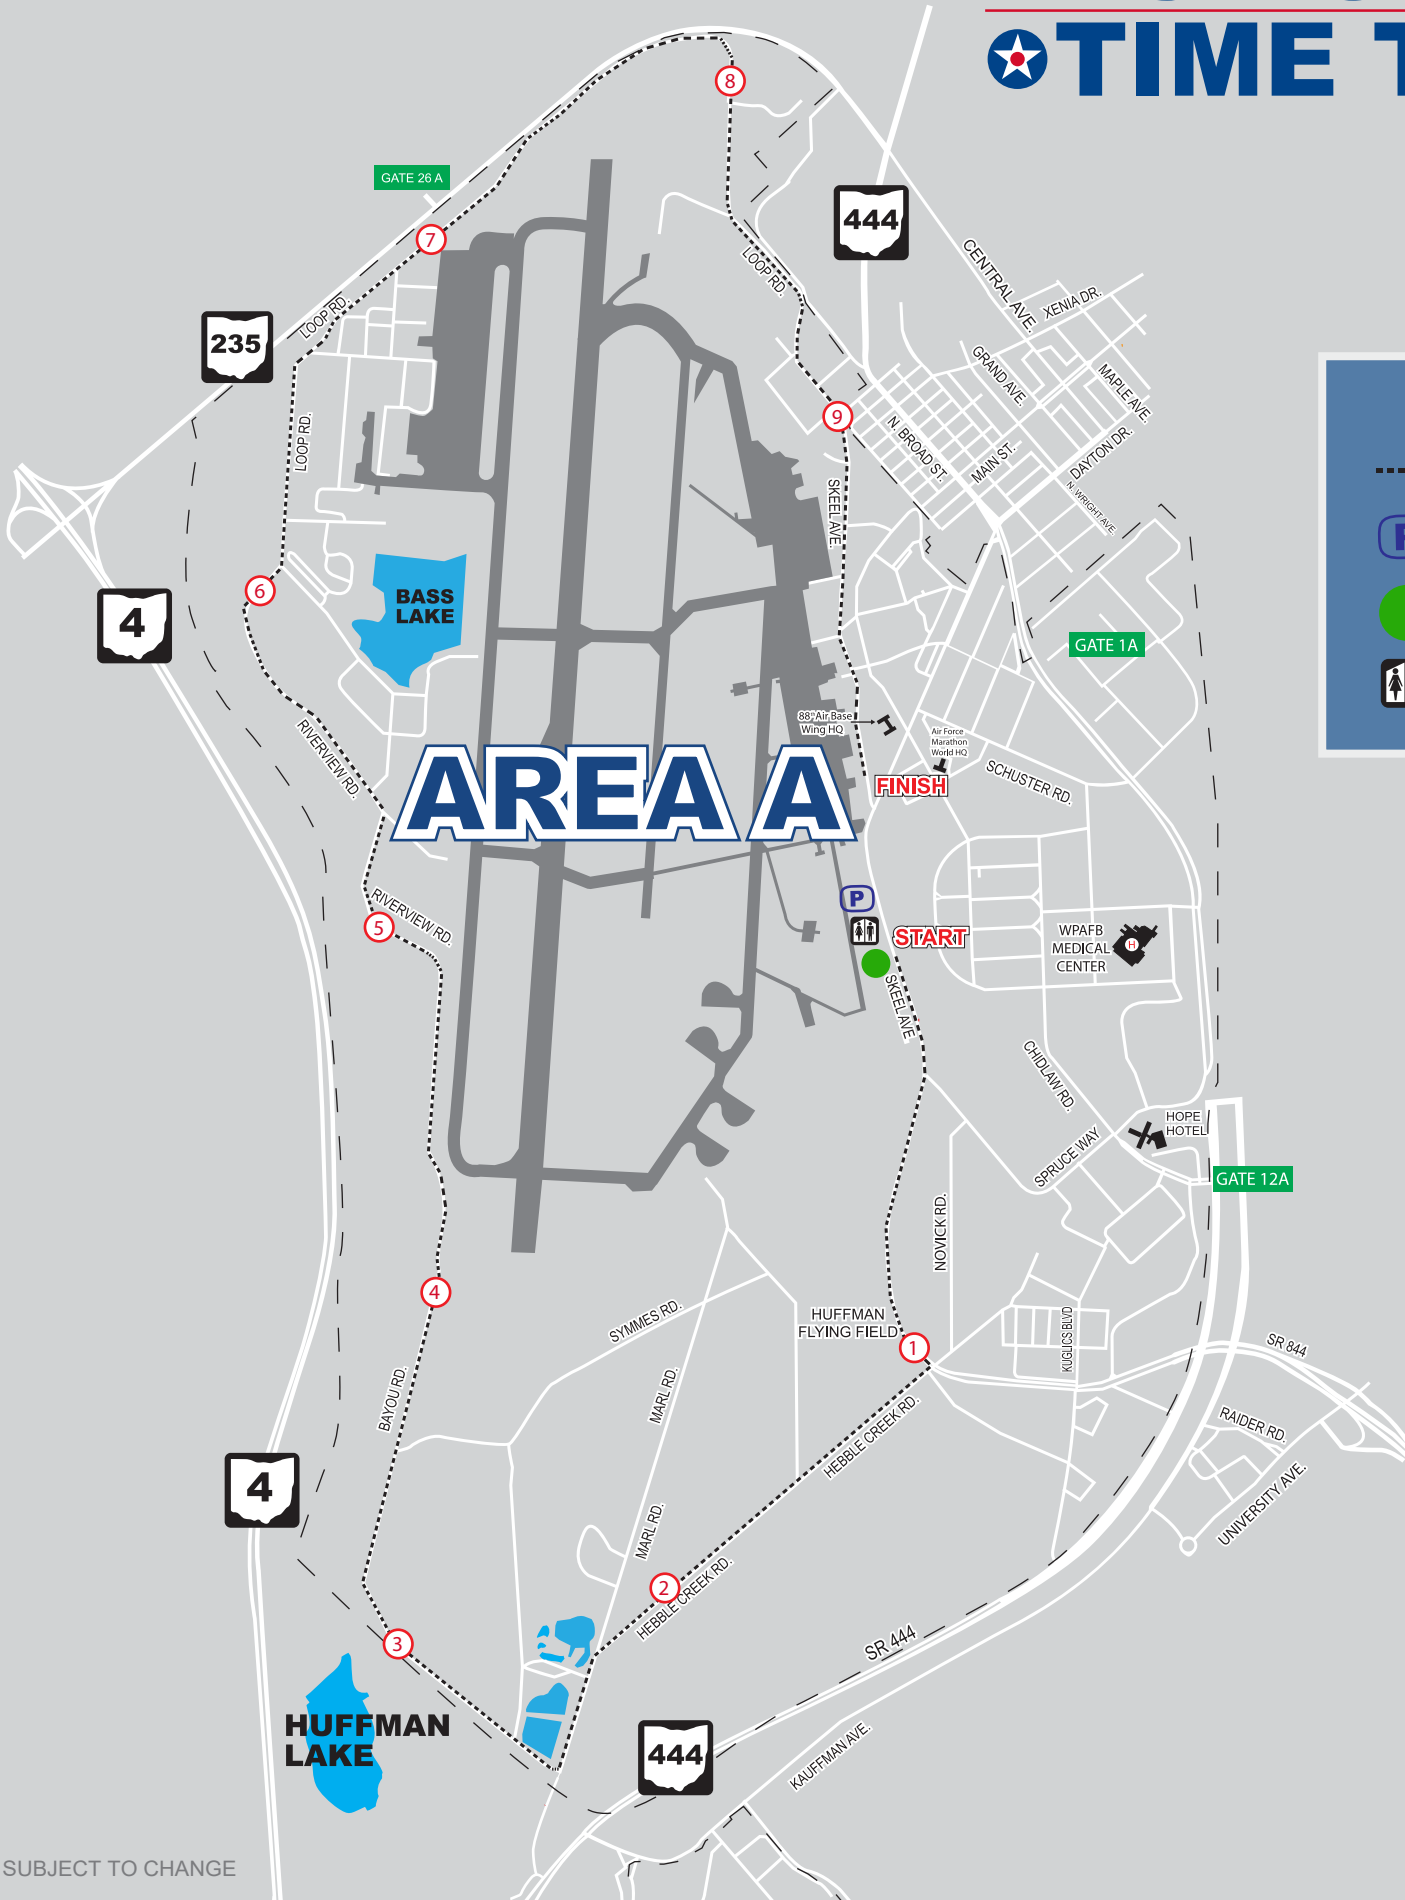 TIME T
8
GATE 26 A
444
7
CENTRAL AVE.
LOOP RD.
XENIA DR.
LOOP RD.
235
GRAND AVE.
MAPLE AVE.
LOOP RD.
9
N. BROAD ST.
MAIN ST.
DAYTON DR.
SKEEL AVE.
N. WRIGHT AVE.
6
BASS
LAKE
4
GATE 1A
88th Air Base
Wing HQ
Air Force
Marathon
World HQ
RIVERVIEW RD.
SCHUSTER RD.
AREA A
FINISH
P
RIVERVIEW RD.
5
START
WPAFB
MEDICAL
CENTER
H
SKEEL AVE
CHIDLAW RD.
HOPE
HOTEL
SPRUCE WAY
GATE 12A
NOVICK RD.
4
SYMMES RD.
HUFFMAN
FLYING FIELD
1
KUGLICS BLVD
SR 844
BAYOU RD.
MARL RD.
HEBBLE CREEK RD.
RAIDER RD.
4
UNIVERSITY AVE.
MARL RD.
2
HEBBLE CREEK RD.
3
SR 444
HUFFMAN
LAKE
444
KAUFFMAN AVE.
SUBJECT TO CHANGE